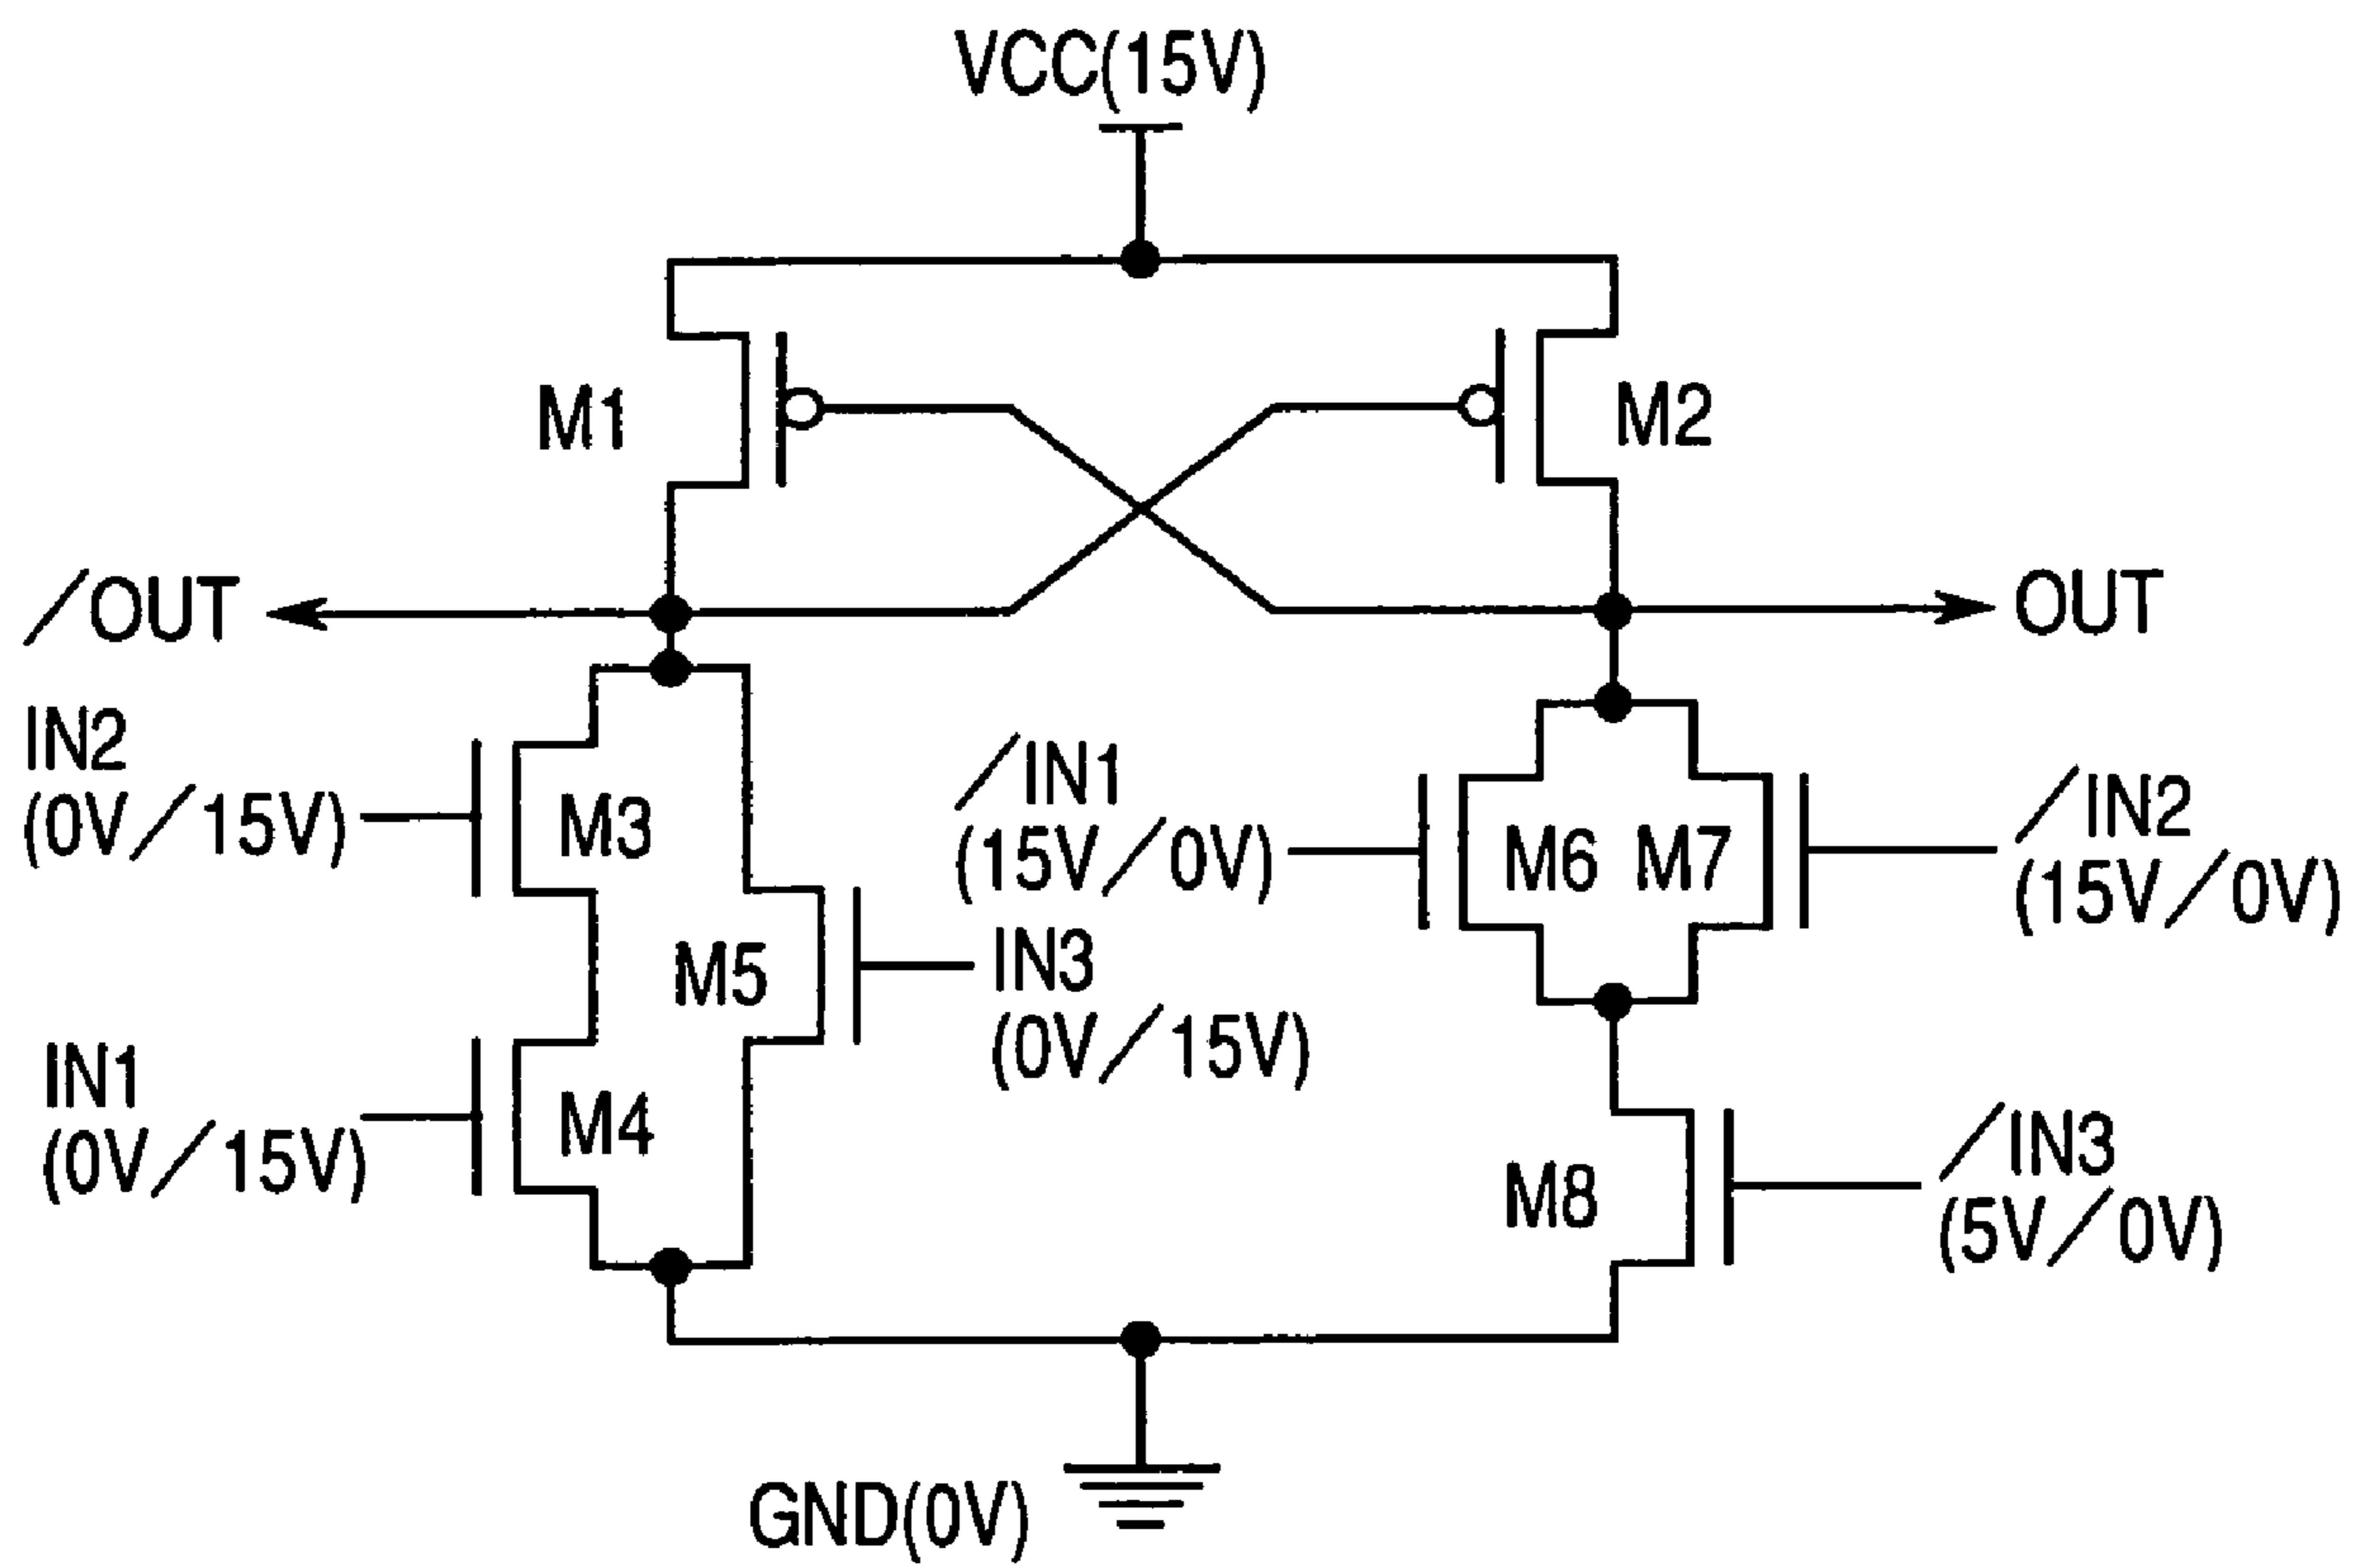 VCC(15V)
M1
M2
/OUT
OUT
IN2
(0V/15V)
M3
/IN1
(15V/0V)
M6
M7
/IN2
(15V/0V)
M5
IN3
(0V/15V)
IN1
(0V/15V)
M4
M8
/IN3
(5V/0V)
GND(0V)